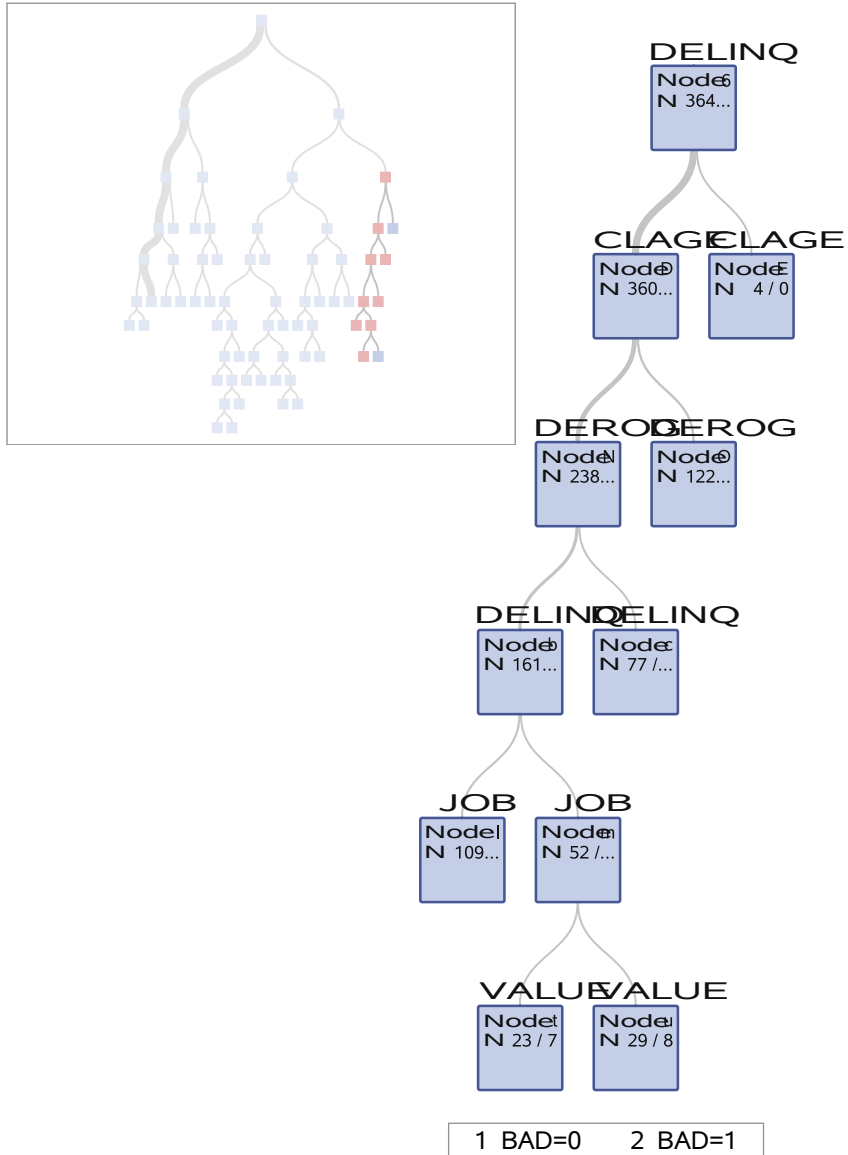 DELINQ
Node 6
N 364...
CLAGE CLAGE
Node D Node E
N 360... N 4 / 0
DEROG DEROG
Node N Node O
N 238... N 122...
DELINQ DELINQ
Node b Node c
N 161... N 77 /...
JOB JOB
Node l Node m
N 109... N 52 /...
VALUE VALUE
Node t Node u
N 23 / 7 N 29 / 8
1 BAD=0 2 BAD=1